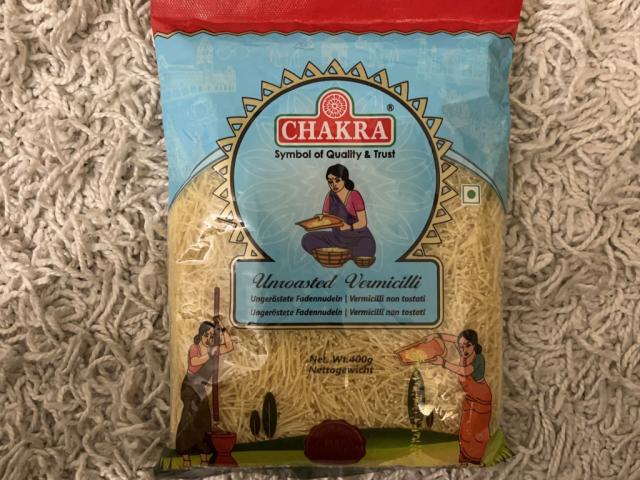 CHAKRA
®
Symbol of Quality & Trust
Unroasted Vermicilli
Ungeröstete Fadennudeln | Vermicilli non tostati
Ungeröstete Fadennudeln | Vermicilli non tostati
Net. Wt.400g
Nettogewicht